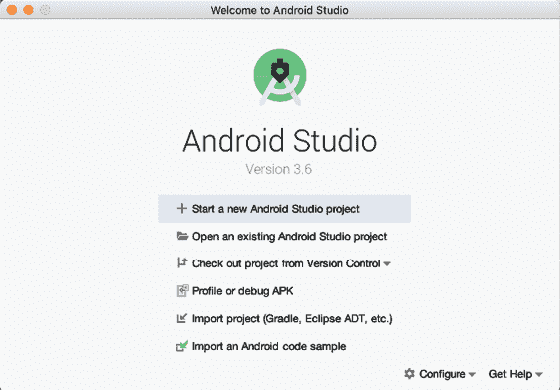 Welcome to Android Studio
Android Studio
Version 3.6
Start a new Android Studio project
Open an existing Android Studio project
Check out project from Version Control
Profile or debug APK
Import project (Gradle, Eclipse ADT, etc.)
Import an Android code sample
Configure Get Help